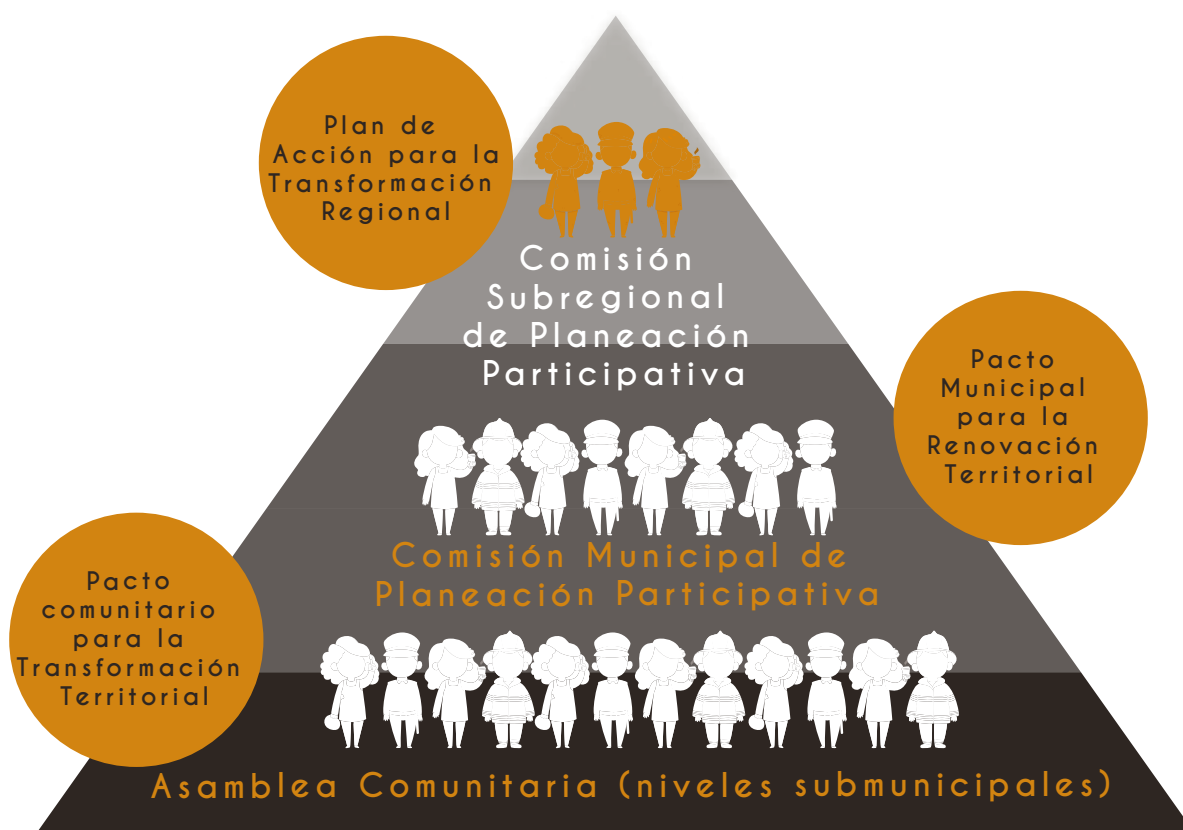 Plan de
Acción para la
Transformación
Regional
Comisión
Subregional
de Planeación
Participativa
Pacto
Municipal
para la
Renovación
Territorial
Comisión Municipal de
Planeación Participativa
Pacto
comunitario
para la
Transformación
Territorial
Asamblea Comunitaria (niveles submunicipales)